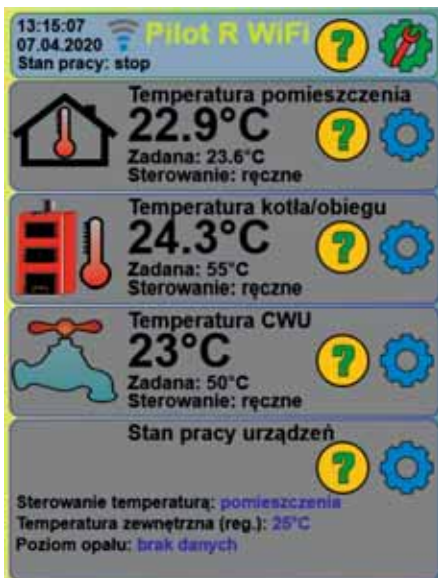 13:15:07
07.04.2020
Pilot R WiFi
Stan pracy: stop
?
Temperatura pomieszczenia
22.9°C
Zadana: 23.6°C
Sterowanie: ręczne
?
Temperatura kotła/obiegu
24.3°C
Zadana: 55°C
Sterowanie: ręczne
?
Temperatura CWU
23°C
Zadana: 50°C
Sterowanie: ręczne
?
Stan pracy urządzeń
?
Sterowanie temperaturą: pomieszczenia
Temperatura zewnętrzna (reg.): 25°C
Poziom opału: brak danych